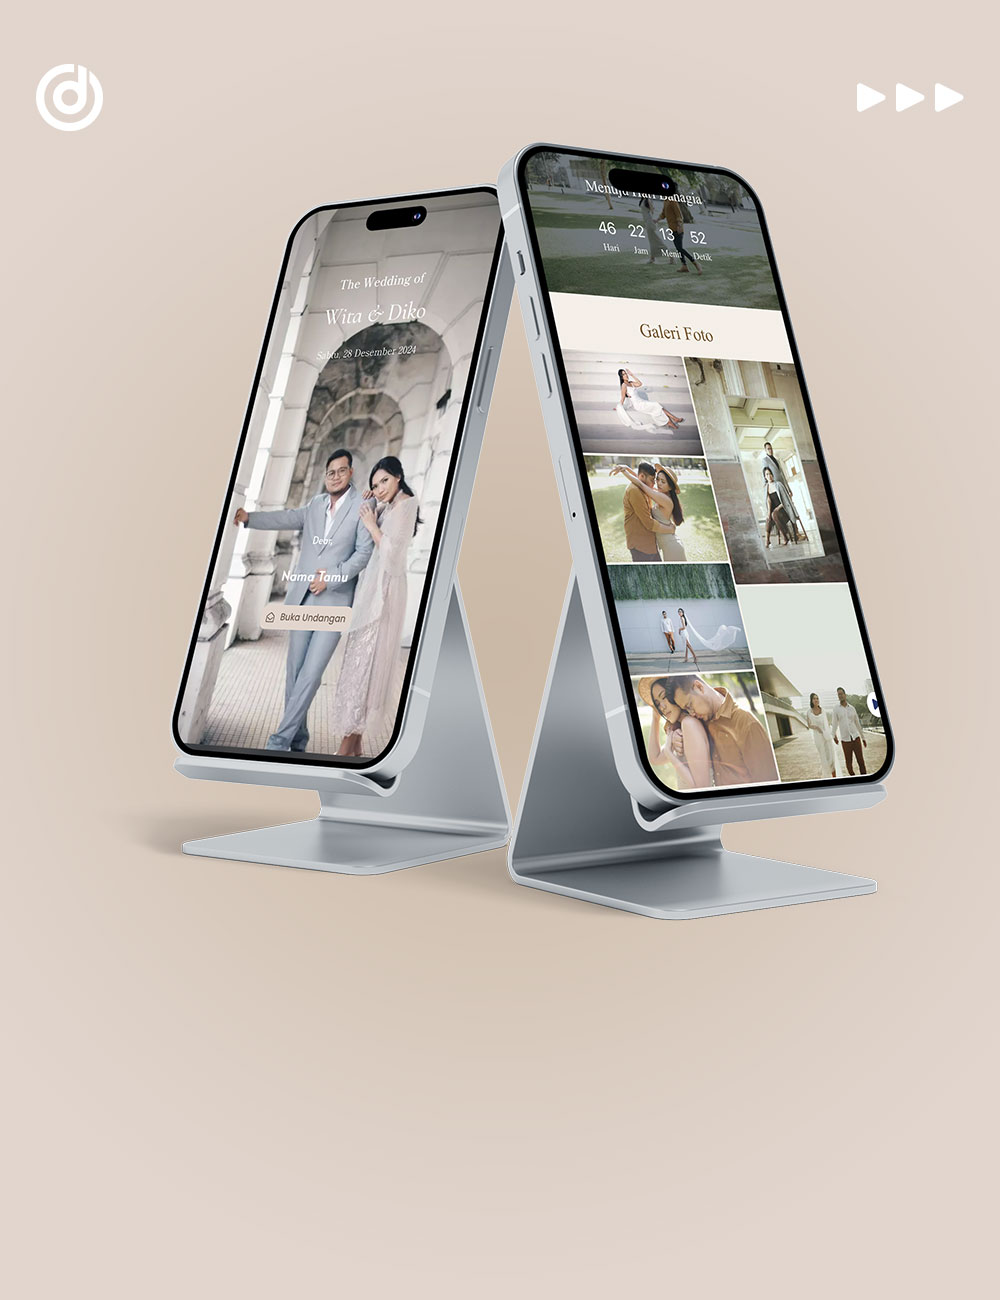 The Wedding of
Wita & Diko
Sabtu, 28 Desember 2024
Dear,
Nama Tamu
Buka Undangan
Menuju Hari Bahagia
46 22 13 52
Hari Jam Menit Detik
Galeri Foto